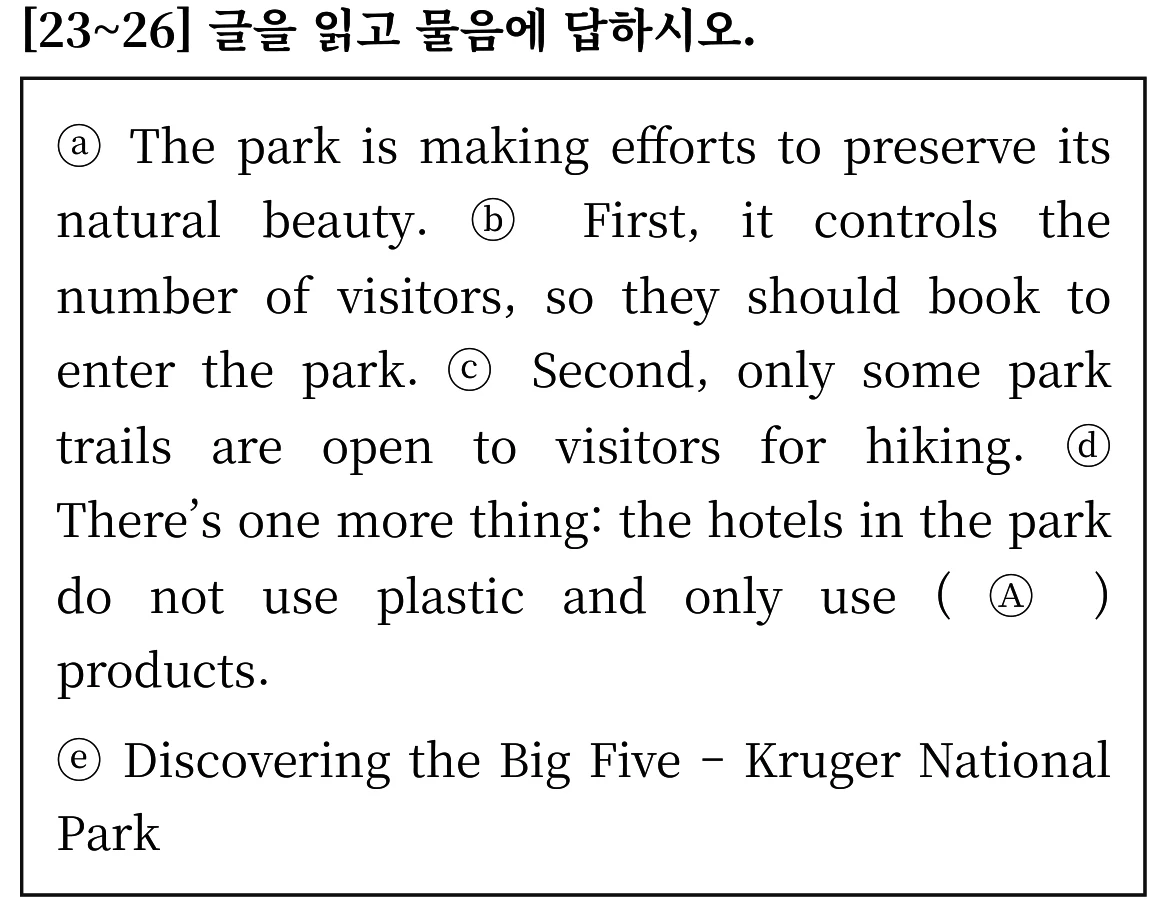 [23~26] 글을 읽고 물음에 답하시오.
ⓐ The park is making efforts to preserve its
natural beauty. ⓑ First, it controls the
number of visitors, so they should book to
enter the park. ⓒ Second, only some park
trails are open to visitors for hiking. ⓓ
There’s one more thing: the hotels in the park
do not use plastic and only use ( Ⓐ )
products.
ⓔ Discovering the Big Five - Kruger National
Park